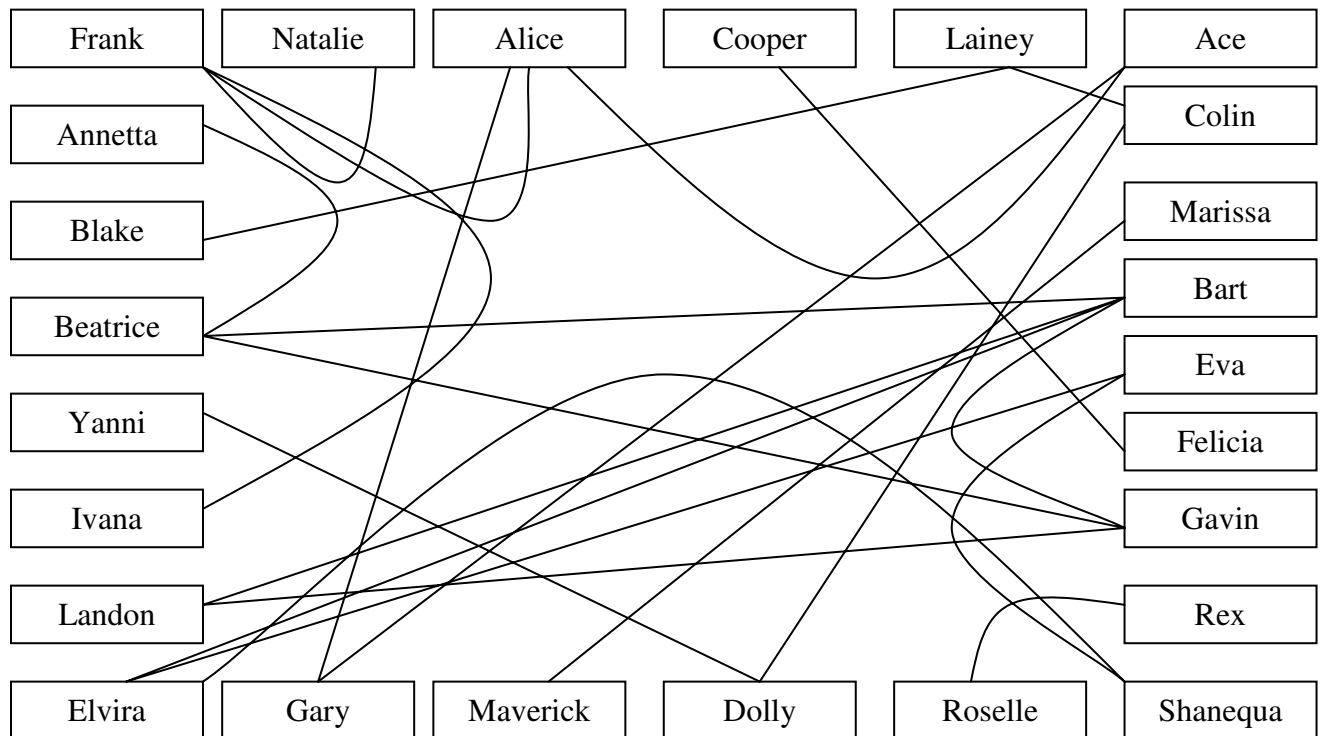 Frank
Natalie
Alice
Cooper
Lainey
Ace
Annetta
Colin
Blake
Marissa
Beatrice
Bart
Yanni
Eva
Felicia
Ivana
Gavin
Landon
Rex
Elvira
Gary
Maverick
Dolly
Roselle
Shanequa